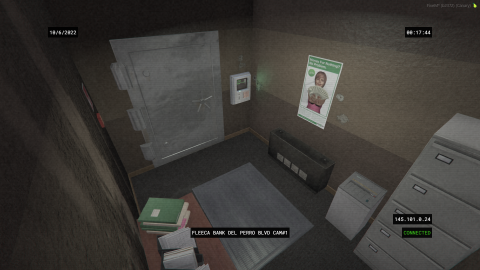 10/6/2022
00:17:44
FLEECA BANK DEL PERRO BLVD CAM#1
145.101.0.24
CONNECTED